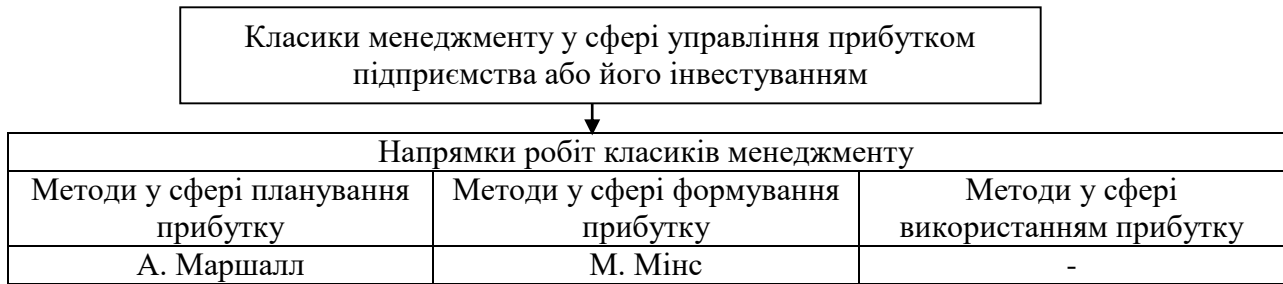 Класики менеджменту у сфері управління прибутком
підприємства або його інвестуванням
Напрямки робіт класиків менеджменту
Методи у сфері планування
прибутку
Методи у сфері формування
прибутку
Методи у сфері
використанням прибутку
А. Маршалл
М. Мінс
-